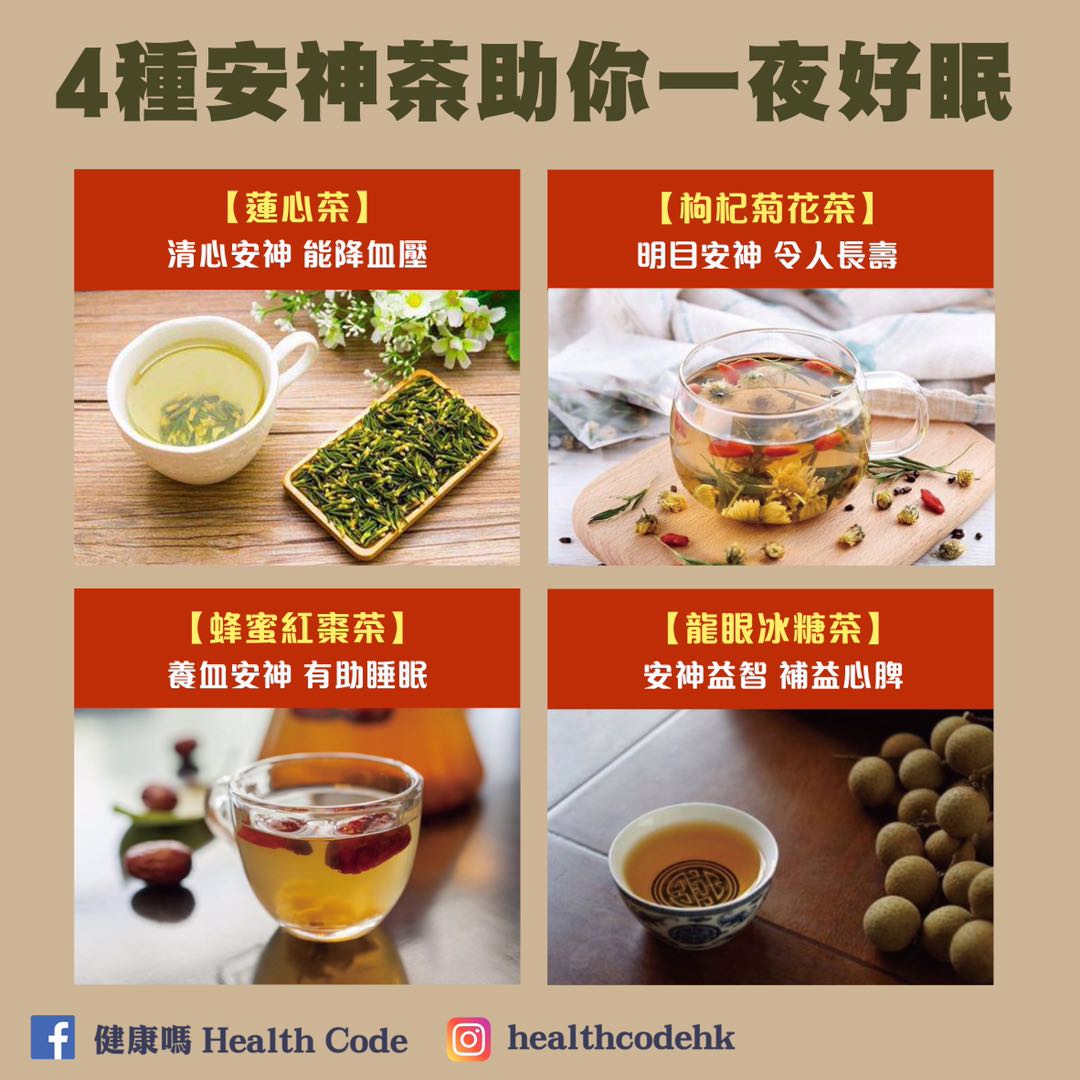 4種安神茶助你一夜好眠
【蓮心茶】
清心安神 能降血壓
【枸杞菊花茶】
明目安神 令人長壽
【蜂蜜紅棗茶】
養血安神 有助睡眠
【龍眼冰糖茶】
安神益智 補益心脾
健康嗎 Health Code
healthcodehk